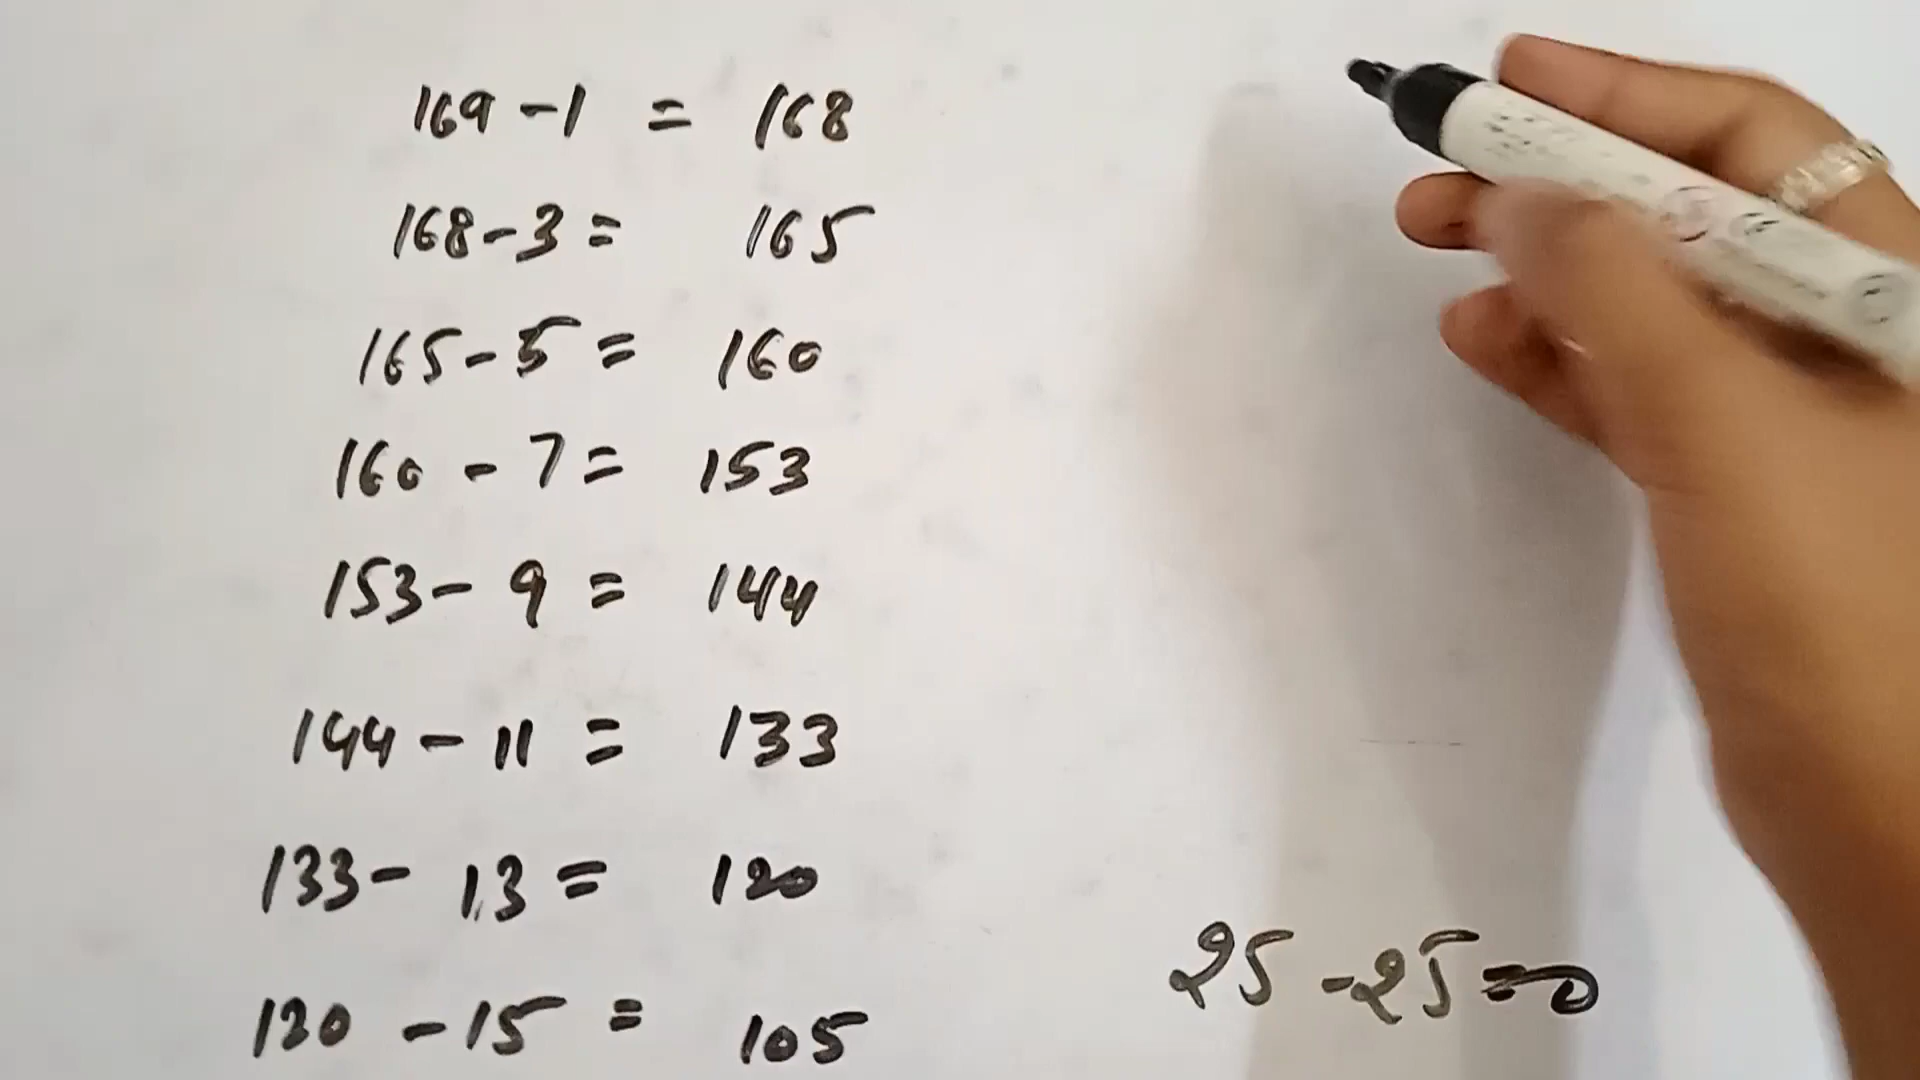 169 - 1 = 168
168 - 3 = 165
165 - 5 = 160
160 - 7 = 153
153 - 9 = 144
144 - 11 = 133
133 - 13 = 120
120 - 15 = 105
25 - 25 = 0